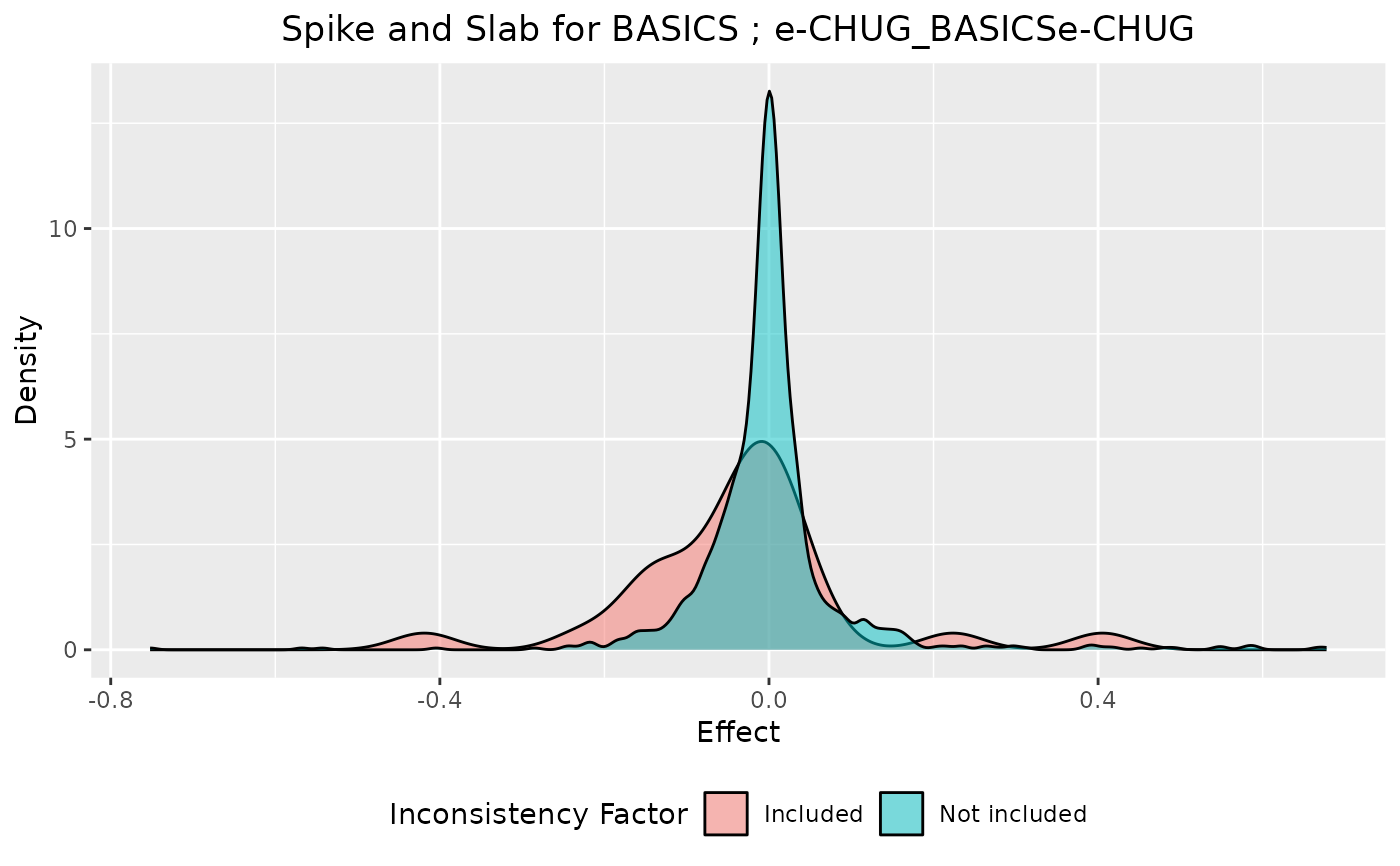 Spike and Slab for BASICS ; e-CHUG_BASICSe-CHUG
Density
10
5
0
-0.8 -0.4 0.0 0.4
Effect
Inconsistency Factor Included Not included